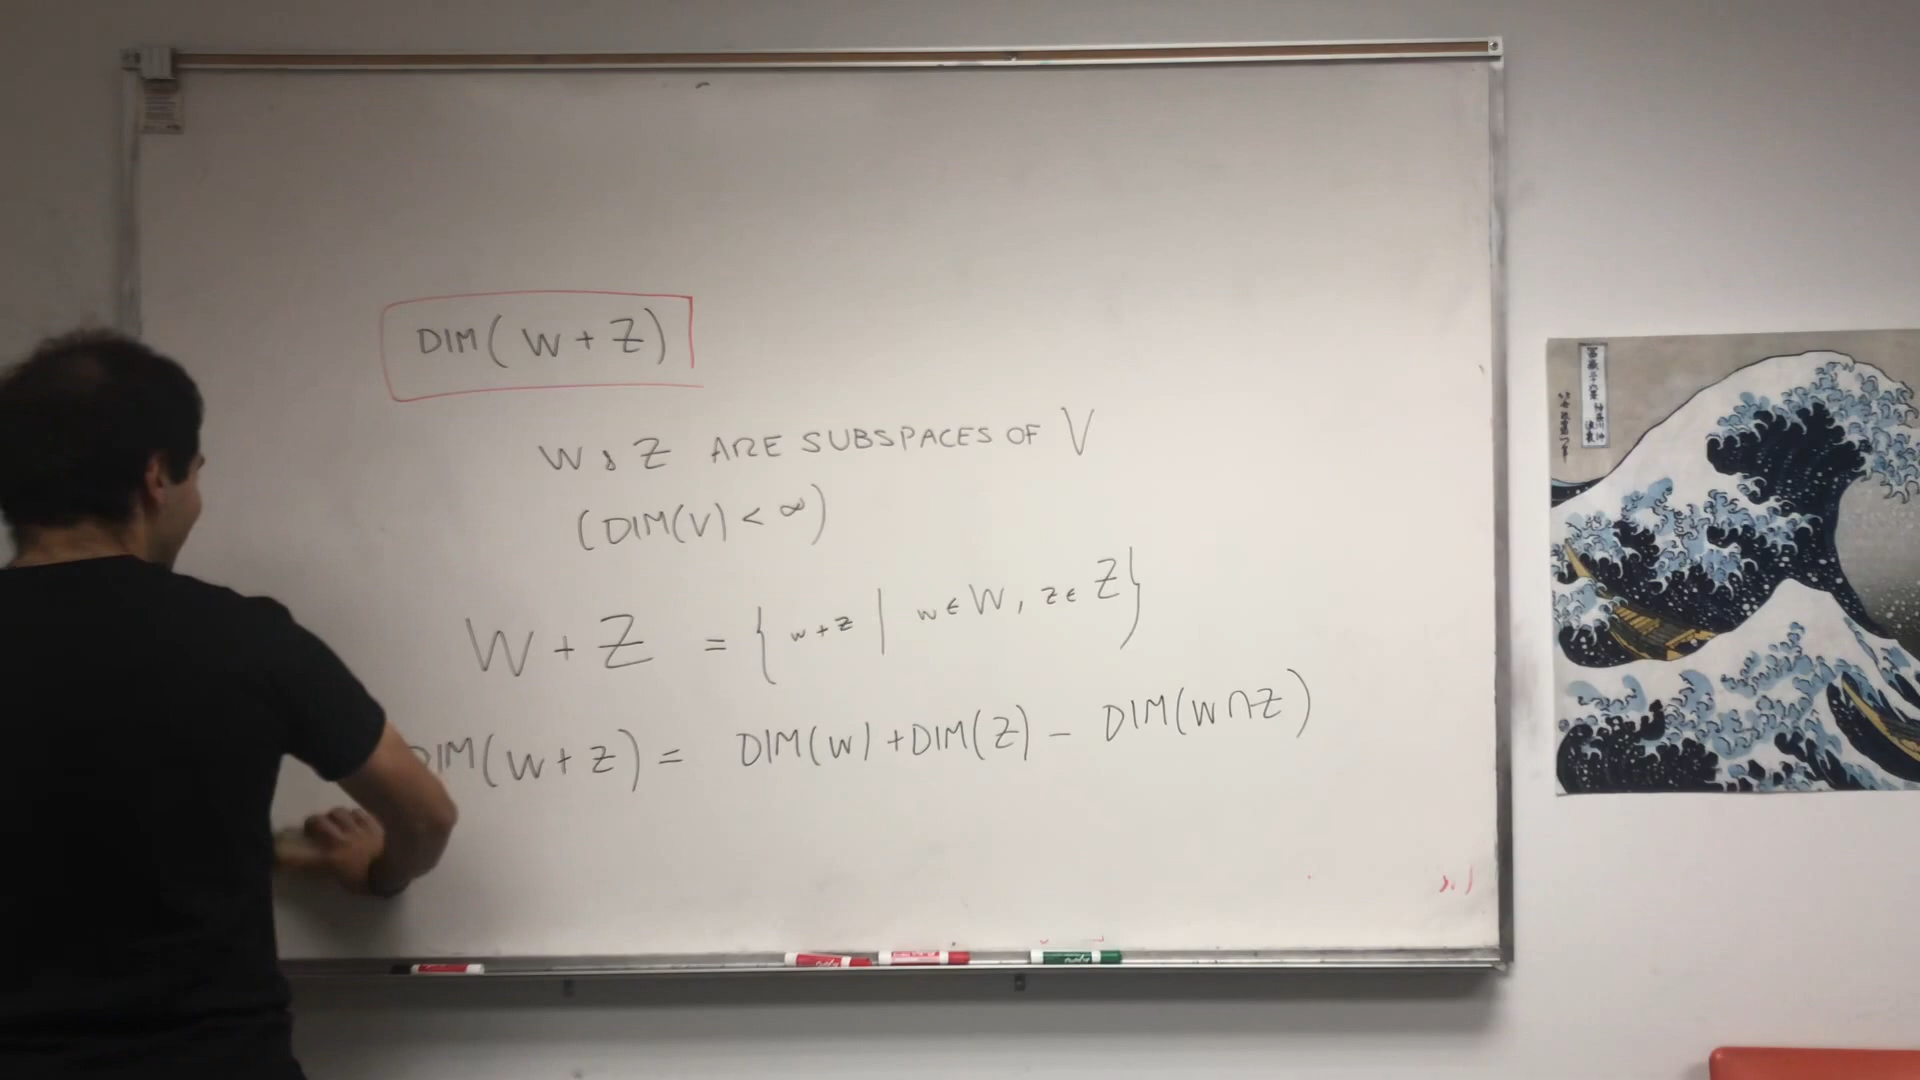 DIM(W+Z)
W & Z ARE SUBSPACES OF V
(DIM(V) < ∞)
W + Z = { w+z | w ∈ W, z ∈ Z }
DIM(W+Z) = DIM(W) + DIM(Z) − DIM(W∩Z)